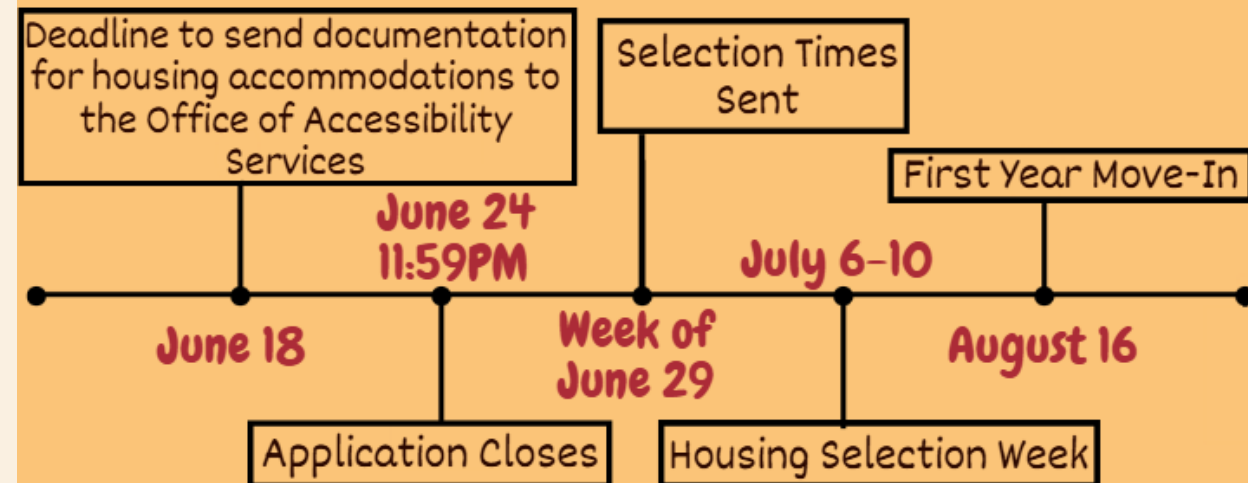 Deadline to send documentation
for housing accommodations to
the Office of Accessibility
Services
June 18
June 24
11:59PM
Application Closes
Selection Times
Sent
Week of
June 29
July 6-10
Housing Selection Week
First Year Move-In
August 16